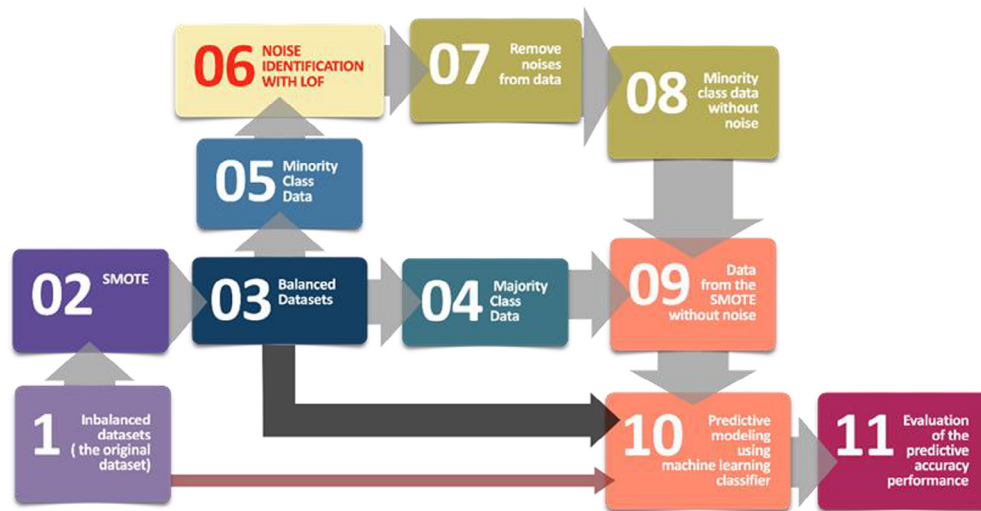 06
NOISE
IDENTIFICATION
WITH LOF
07
Remove
noises
from data
08
Minority
class data
without
noise
05
Minority
Class
Data
02
SMOTE
03
Balanced
Datasets
04
Majority
Class
Data
09
Data
from the
SMOTE
without noise
1
Inbalanced
datasets
( the original
dataset)
10
Predictive
modeling
using
machine learning
classifier
11
Evaluation
of the
predictive
accuracy
performance